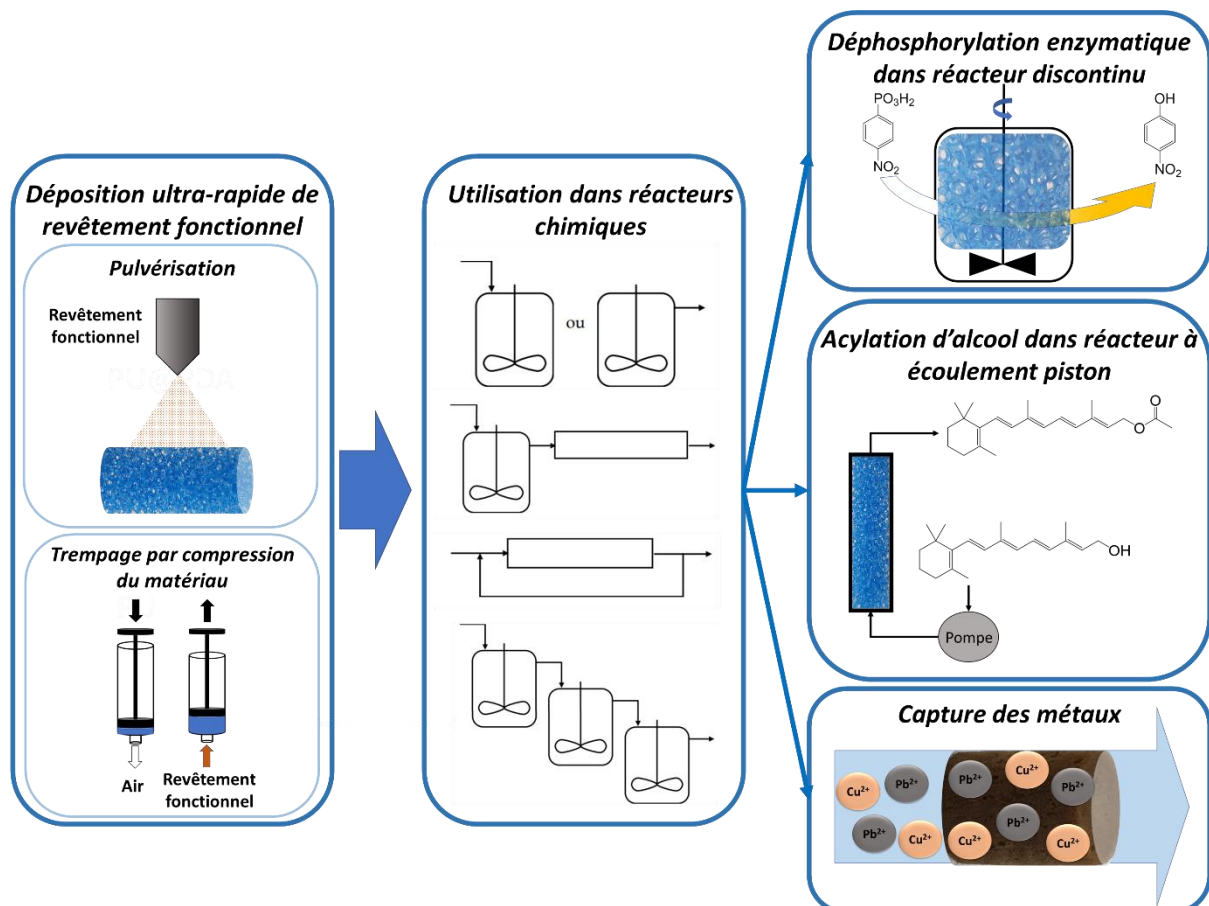 Déposition ultra-rapide de
revêtement fonctionnel
Pulvérisation
Revêtement
fonctionnel
Trempage par compression
du matériau
Air
Revêtement
fonctionnel
Utilisation dans réacteurs
chimiques
ou
Déphosphorylation enzymatique
dans réacteur discontinu
PO₃H₂
NO₂
OH
NO₂
Acylation d'alcool dans réacteur à
écoulement piston
O
O
OH
Pompe
Capture des métaux
Cu²⁺
Pb²⁺
Pb²⁺
Cu²⁺
Pb²⁺
Pb²⁺
Cu²⁺
Cu²⁺
Pb²⁺
Cu²⁺